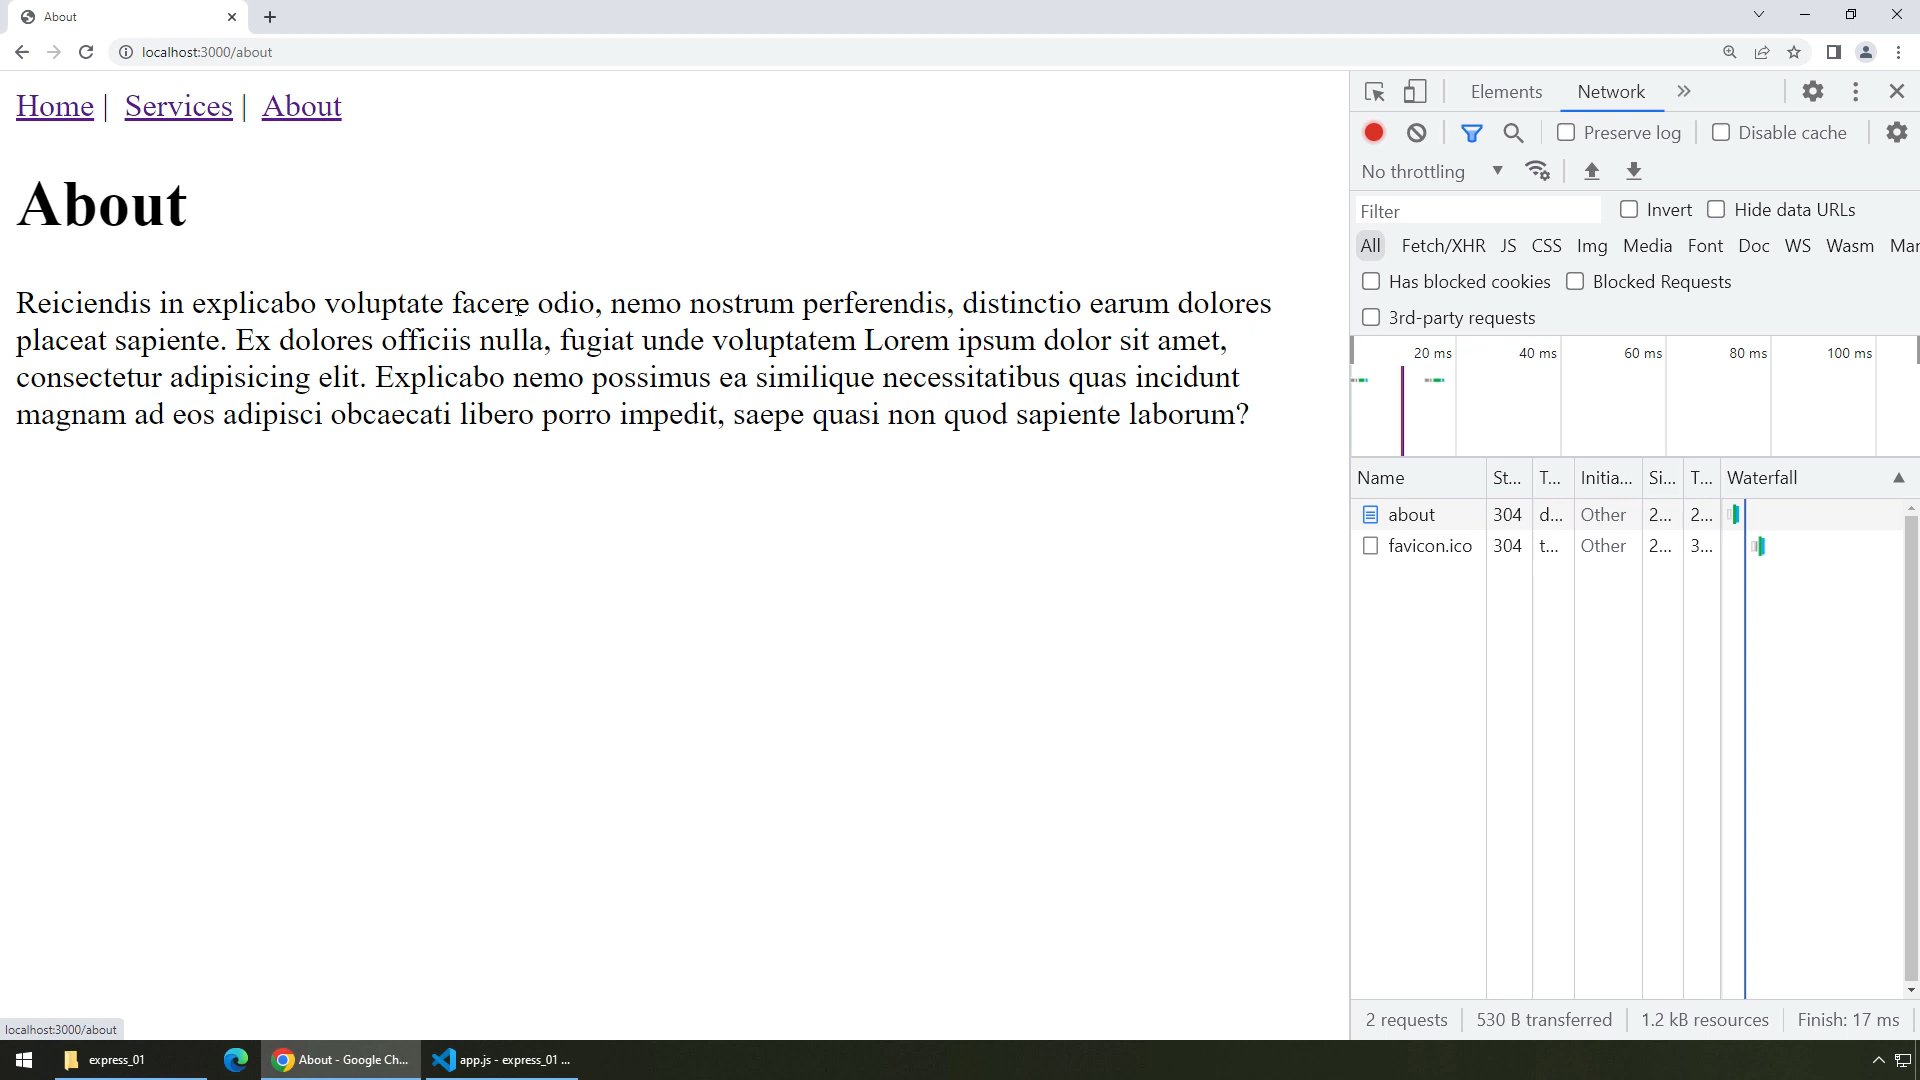 About
localhost:3000/about
Home | Services | About
About
Reiciendis in explicabo voluptate facere odio, nemo nostrum perferendis, distinctio earum dolores
placeat sapiente. Ex dolores officiis nulla, fugiat unde voluptatem Lorem ipsum dolor sit amet,
consectetur adipisicing elit. Explicabo nemo possimus ea similique necessitatibus quas incidunt
magnam ad eos adipisci obcaecati libero porro impedit, saepe quasi non quod sapiente laborum?
localhost:3000/about
Elements Network
Preserve log Disable cache
No throttling
Filter Invert Hide data URLs
All Fetch/XHR JS CSS Img Media Font Doc WS Wasm Mar
Has blocked cookies Blocked Requests
3rd-party requests
20 ms 40 ms 60 ms 80 ms 100 ms
Name St... T... Initia... Si... T... Waterfall
about 304 d... Other 2... 2...
favicon.ico 304 t... Other 2... 3...
2 requests 530 B transferred 1.2 kB resources Finish: 17 ms
express_01 About - Google Ch... app.js - express_01 ...